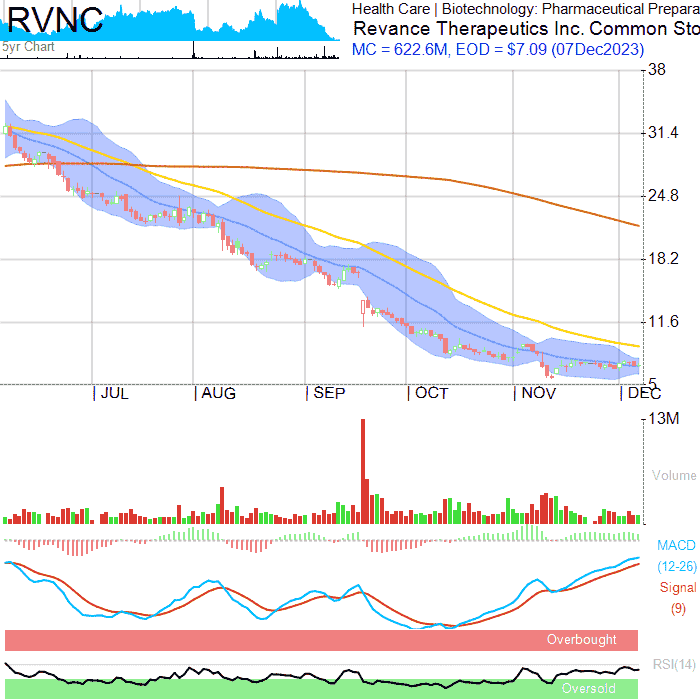 RVNC
5yr Chart
Health Care | Biotechnology: Pharmaceutical Prepara
Revance Therapeutics Inc. Common Sto
MC = 622.6M, EOD = $7.09 (07Dec2023)
38
31.4
24.8
18.2
11.6
5
JUL AUG SEP OCT NOV DEC
13M
Volume
MACD
(12-26)
Signal
(9)
Overbought
RSI(14)
Oversold